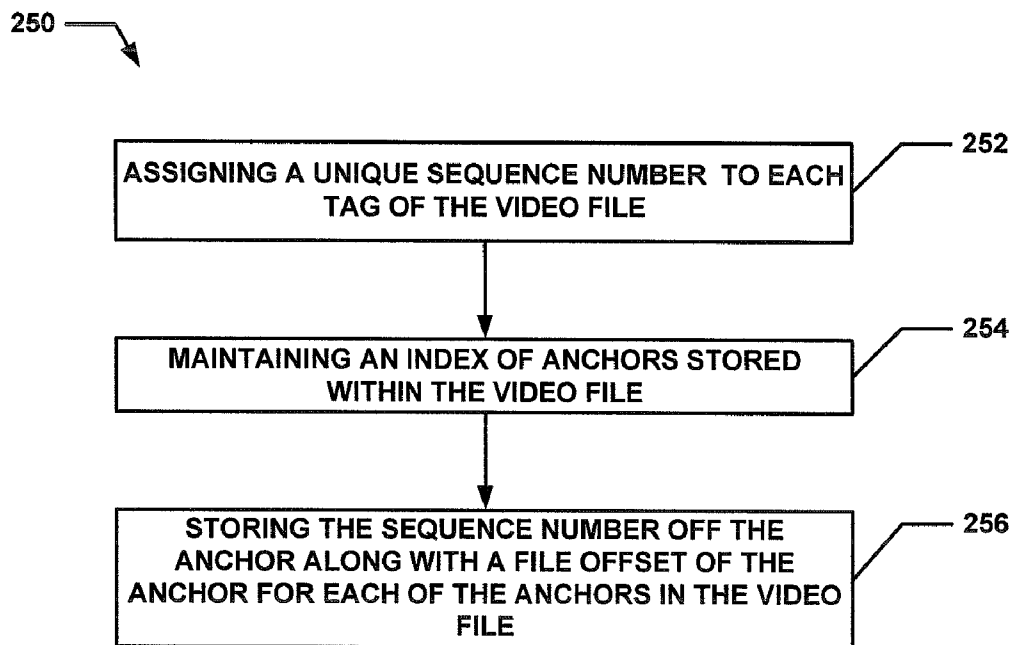 250
252
ASSIGNING A UNIQUE SEQUENCE NUMBER TO EACH
TAG OF THE VIDEO FILE
254
MAINTAINING AN INDEX OF ANCHORS STORED
WITHIN THE VIDEO FILE
256
STORING THE SEQUENCE NUMBER OFF THE
ANCHOR ALONG WITH A FILE OFFSET OF THE
ANCHOR FOR EACH OF THE ANCHORS IN THE VIDEO
FILE